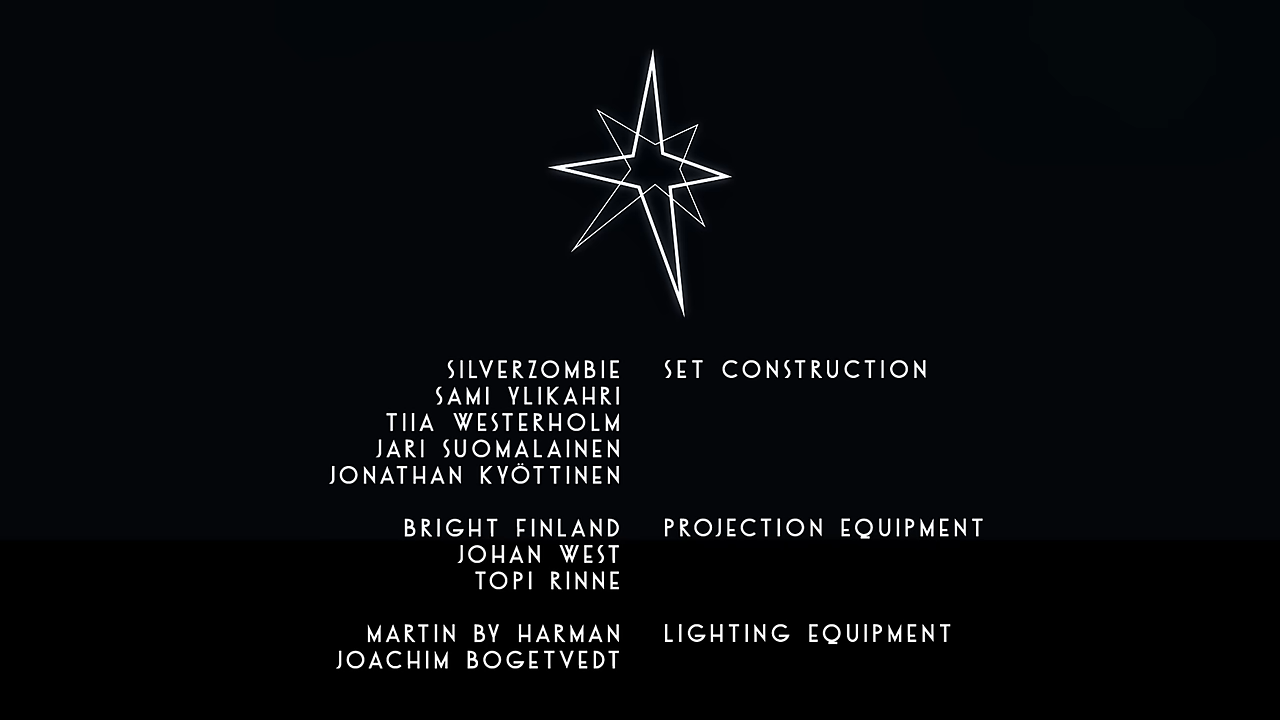 SILVERZOMBIE SET CONSTRUCTION
SAMI YLIKAHRI
TIIA WESTERHOLM
JARI SUOMALAINEN
JONATHAN KYÖTTINEN
BRIGHT FINLAND PROJECTION EQUIPMENT
JOHAN WEST
TOPI RINNE
MARTIN BY HARMAN LIGHTING EQUIPMENT
JOACHIM BOGETVEDT